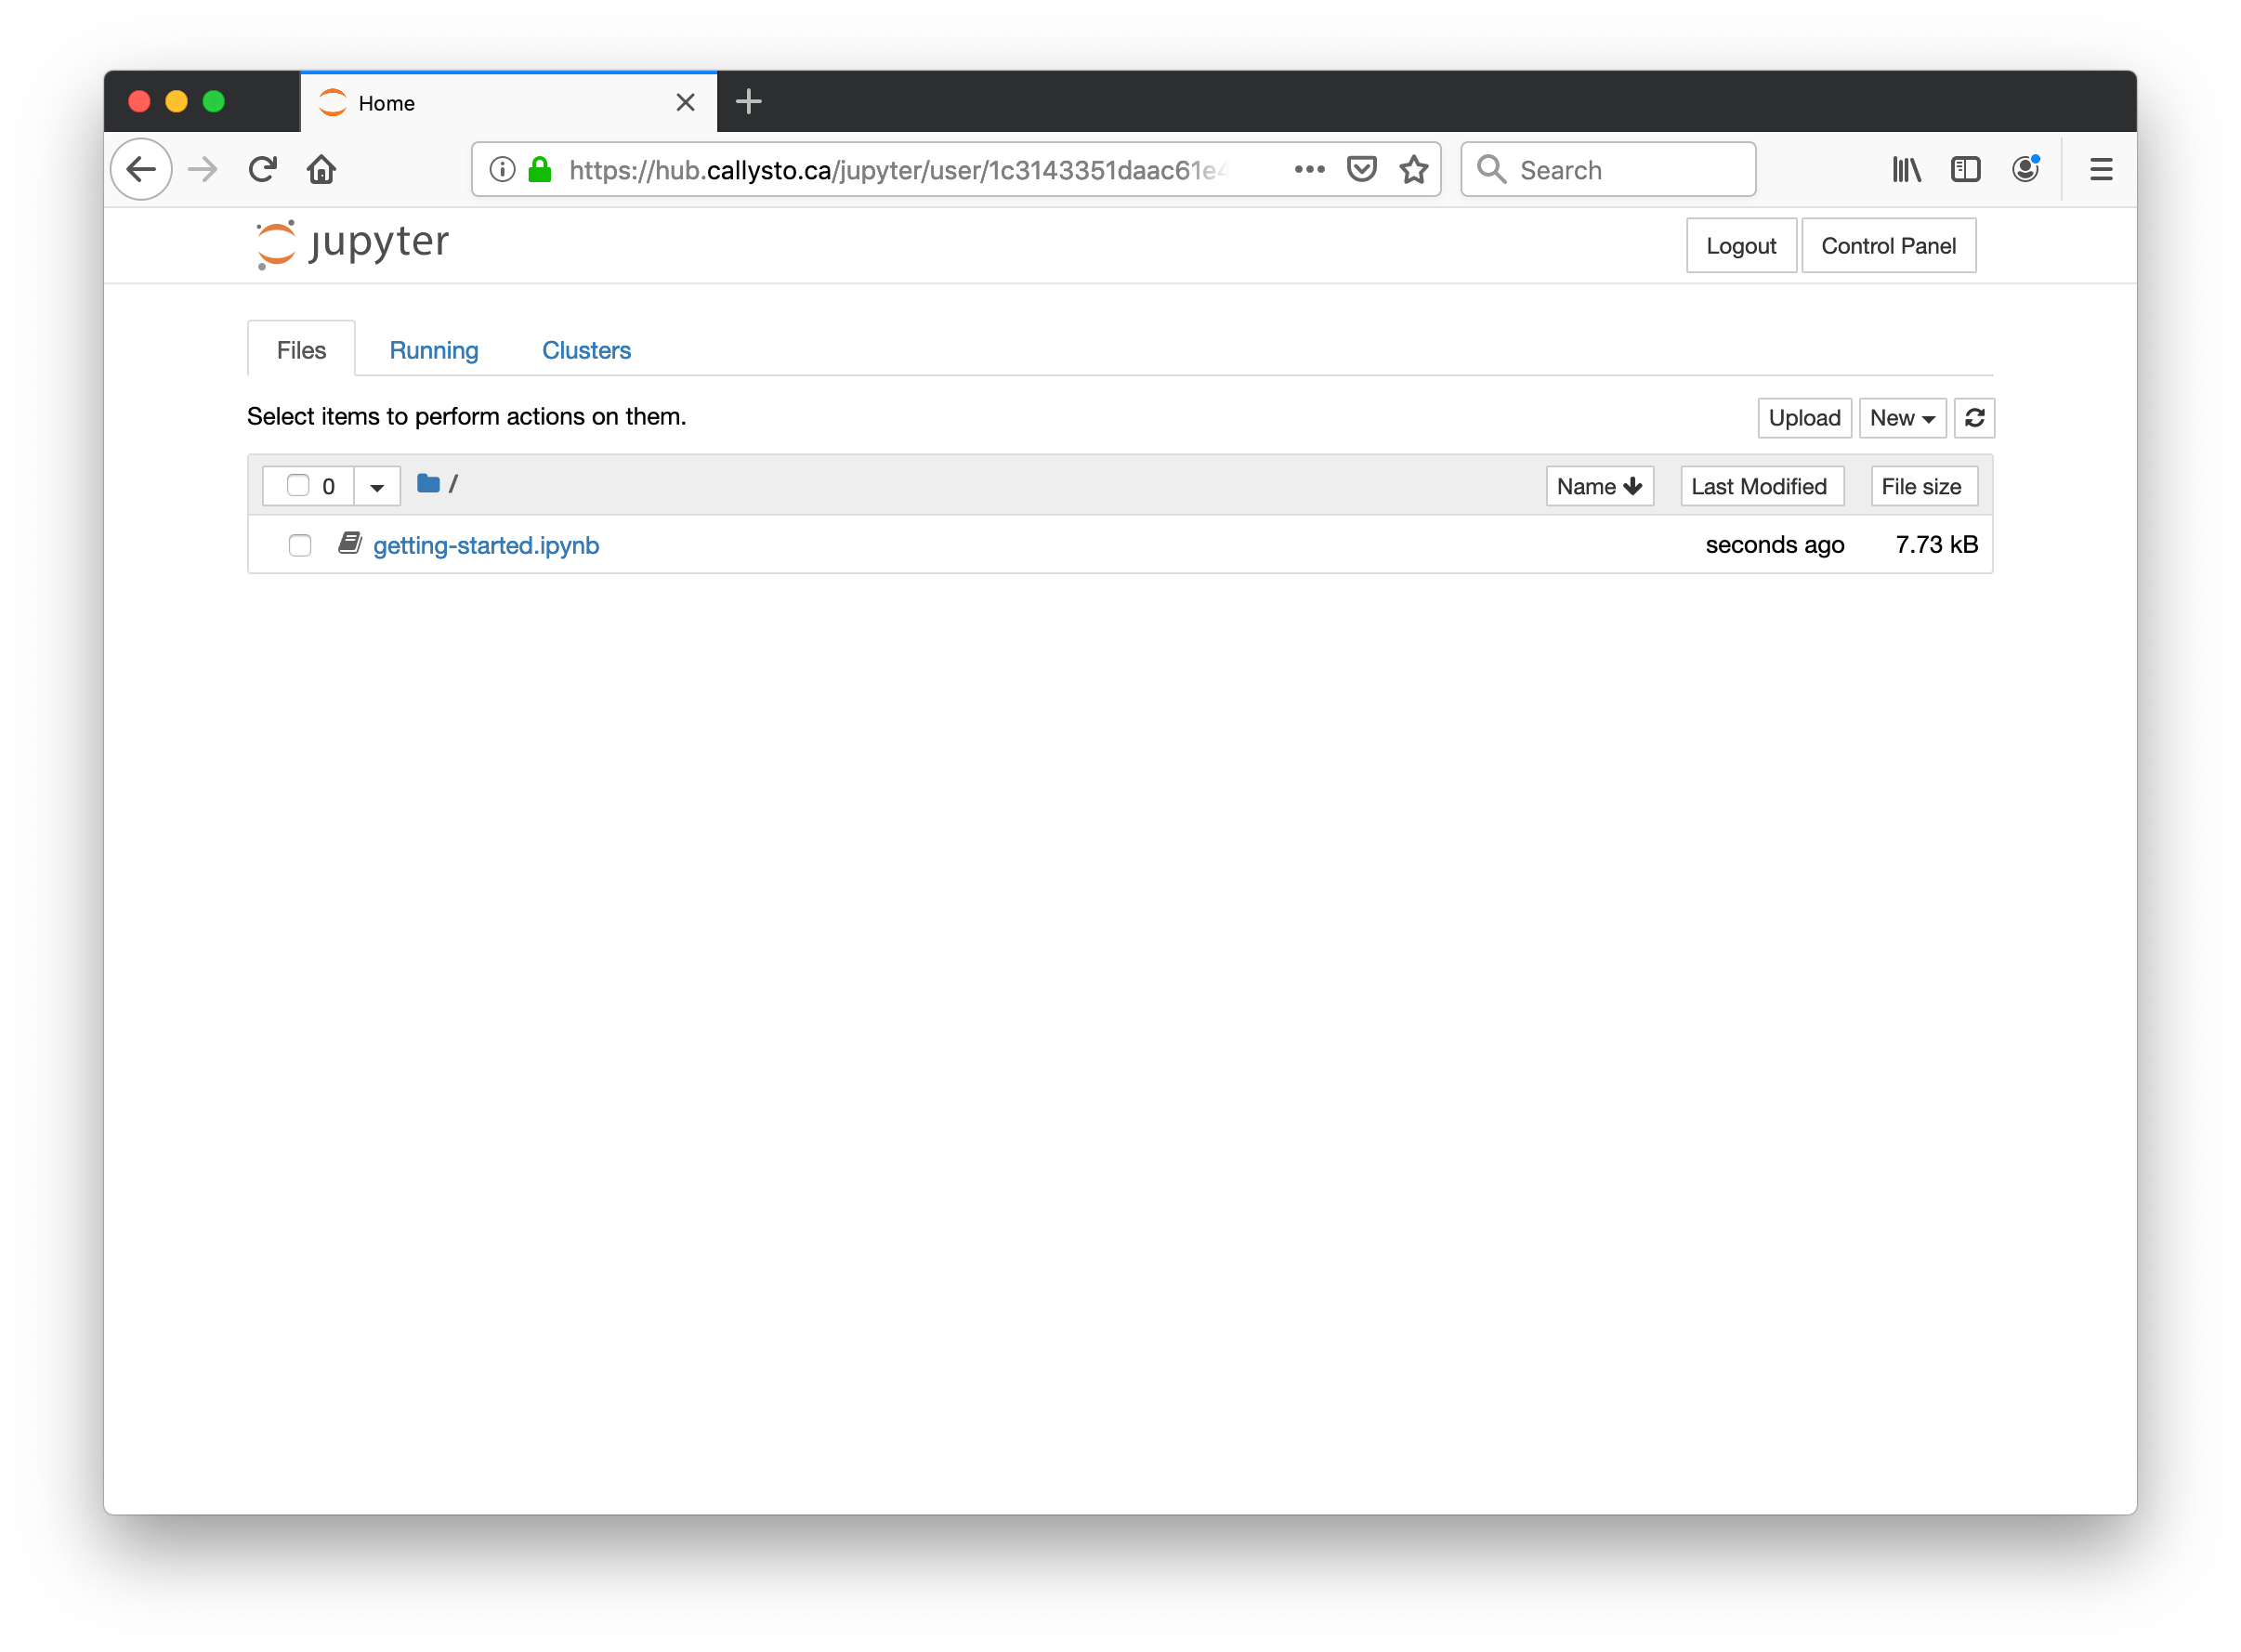 Home
https://hub.callysto.ca/jupyter/user/1c3143351daac61e4
Search
jupyter
Logout
Control Panel
Files
Running
Clusters
Select items to perform actions on them.
Upload
New
0
/
Name
Last Modified
File size
getting-started.ipynb
seconds ago
7.73 kB